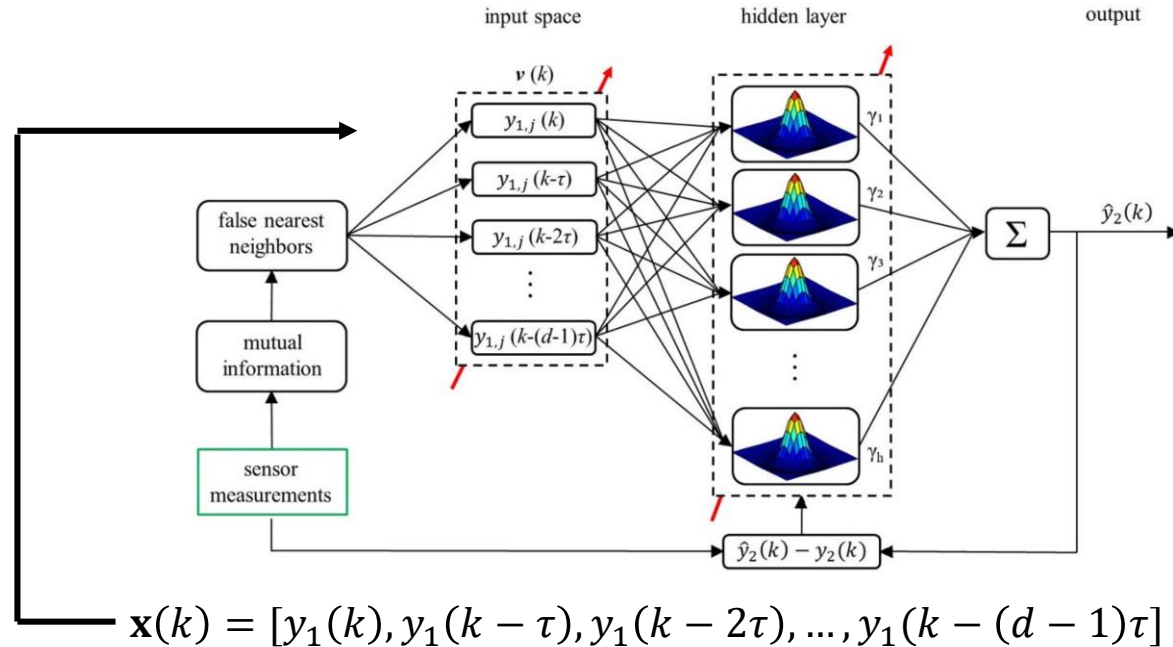 input space
hidden layer
output
𝒗 (k)
y₁,ⱼ (k)
y₁,ⱼ (k-τ)
y₁,ⱼ (k-2τ)
⋮
y₁,ⱼ (k-(d-1)τ)
false nearest
neighbors
mutual
information
sensor
measurements
γ₁
γ₂
γ₃
⋮
γₕ
Σ
ŷ₂(k)
ŷ₂(k) − y₂(k)
𝐱(k) = [y₁(k), y₁(k − τ), y₁(k − 2τ), …, y₁(k − (d − 1)τ]